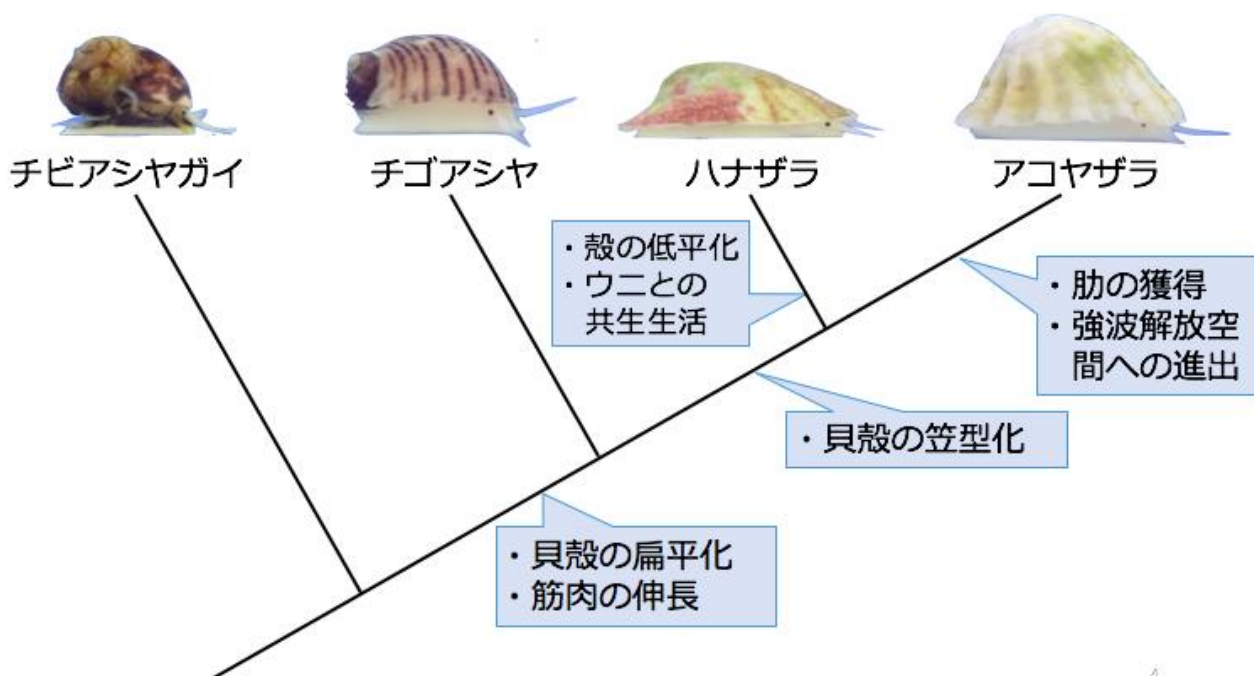 チビアシヤガイ
チゴアシヤ
ハナザラ
アコヤザラ
・殻の低平化
・ウニとの
共生生活
・肋の獲得
・強波解放空
間への進出
・貝殻の笠型化
・貝殻の扁平化
・筋肉の伸長